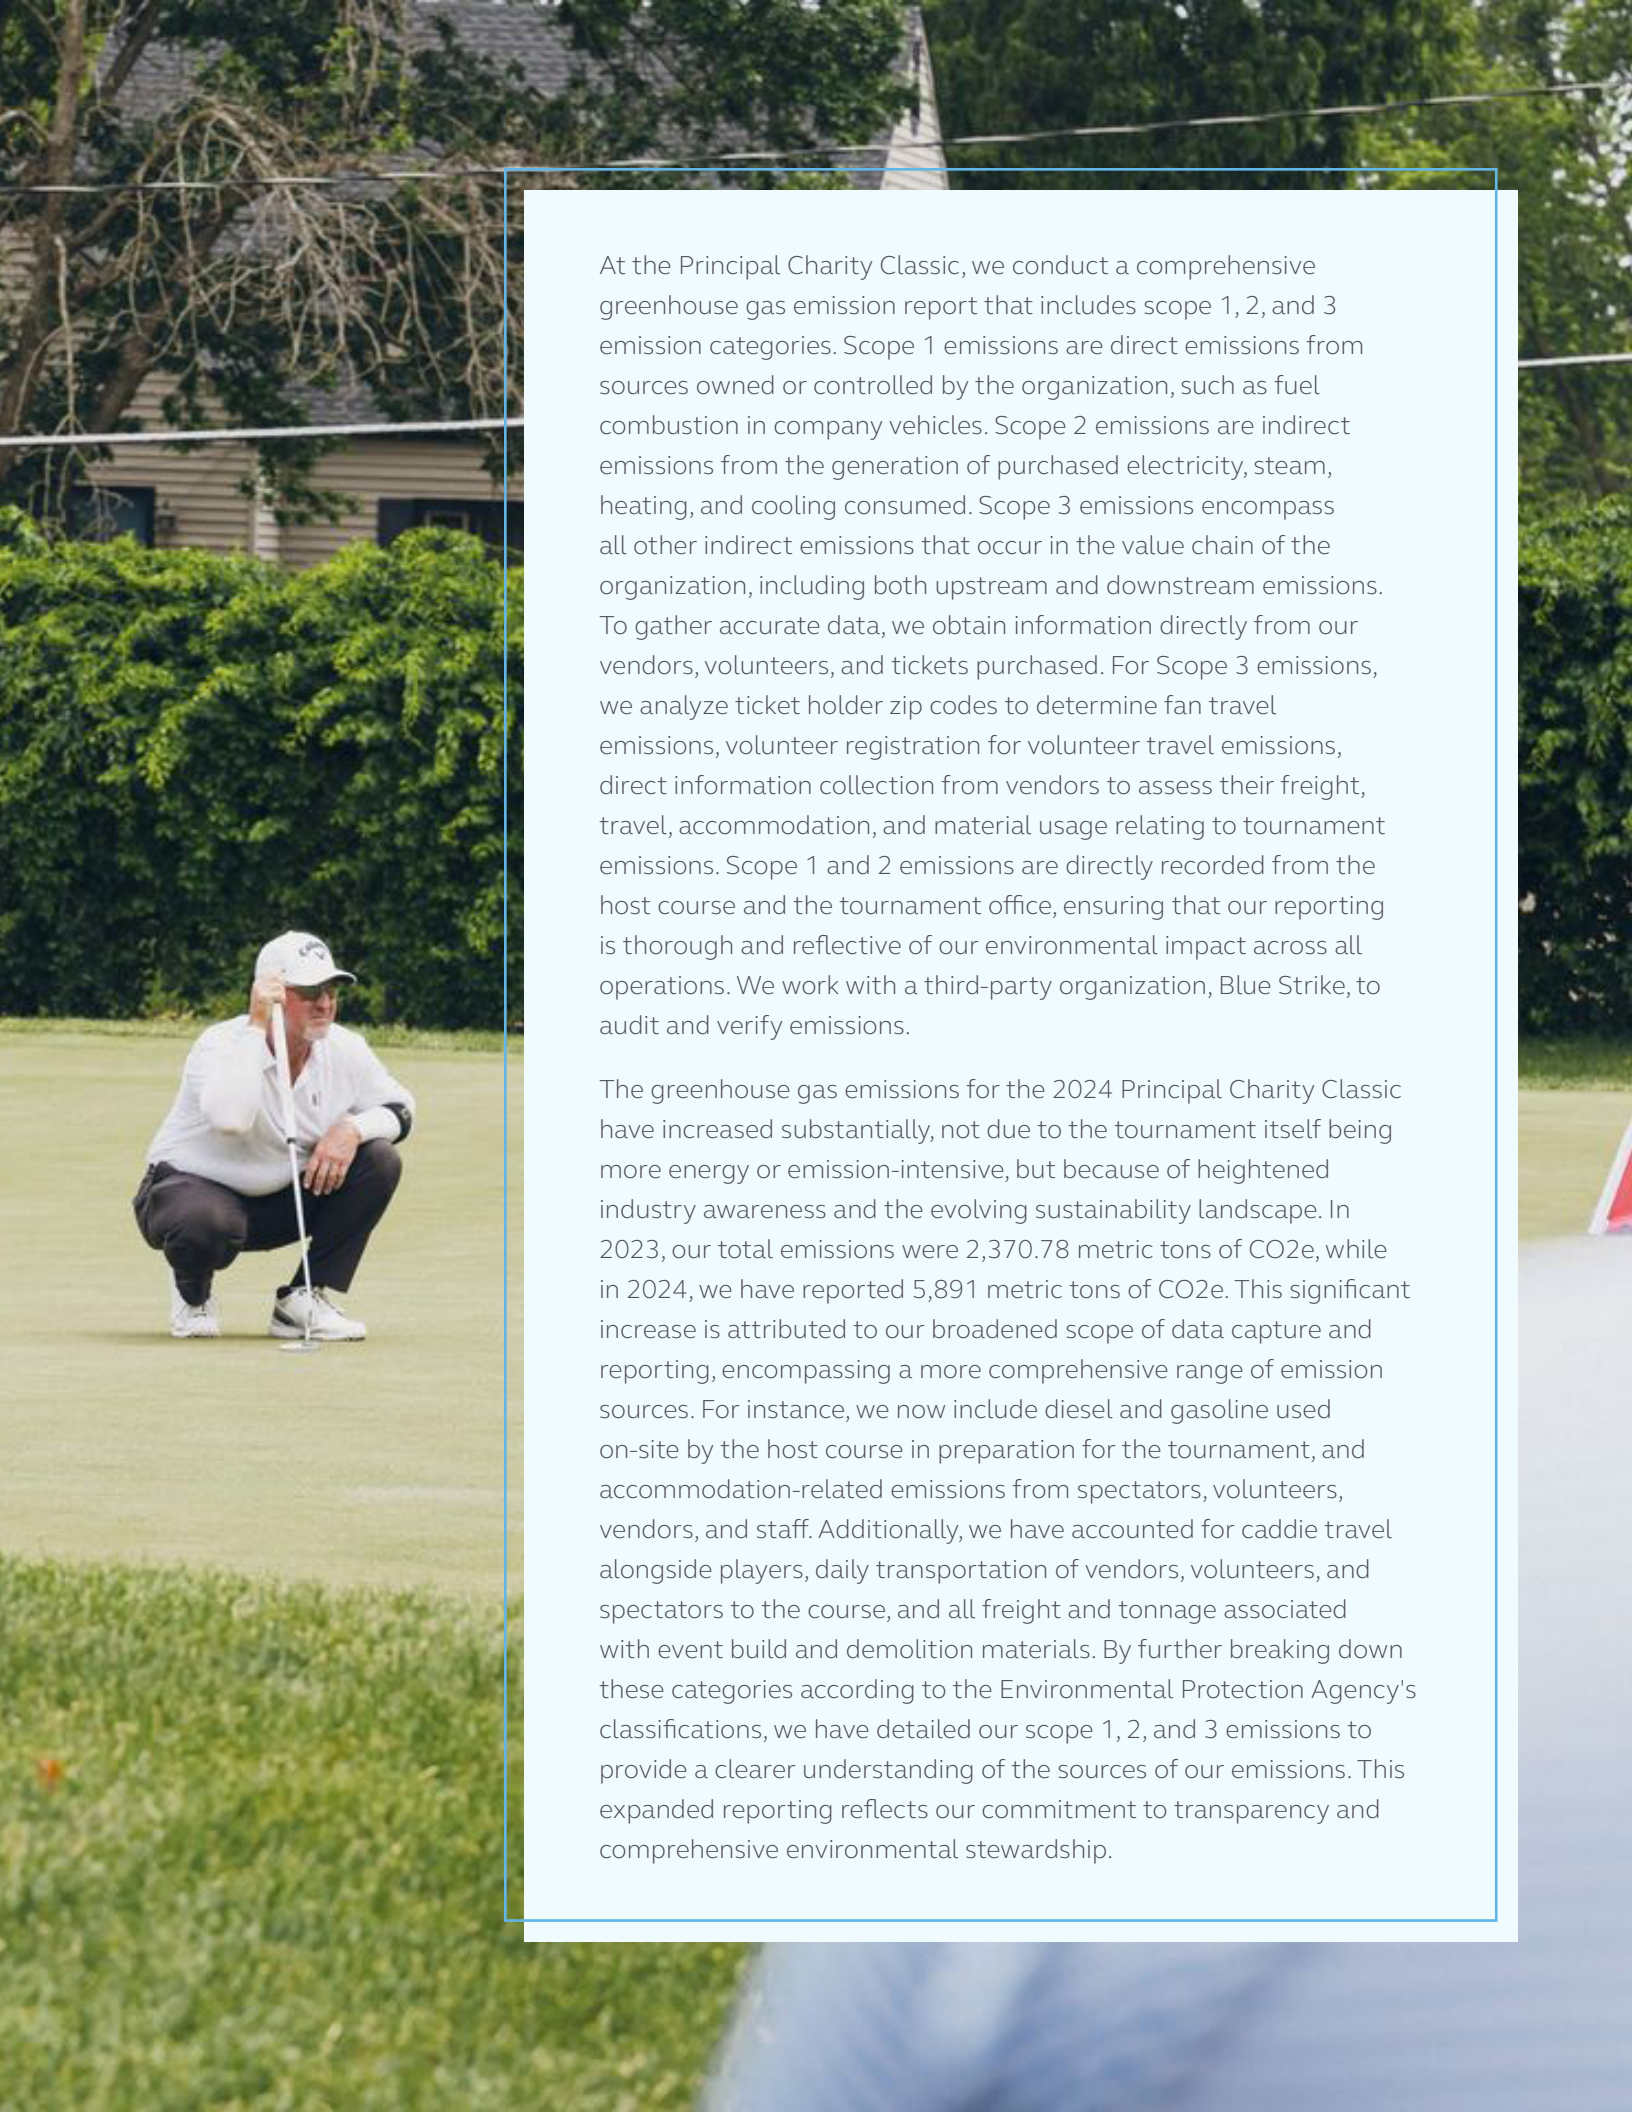 At the Principal Charity Classic, we conduct a comprehensive
greenhouse gas emission report that includes scope 1, 2, and 3
emission categories. Scope 1 emissions are direct emissions from
sources owned or controlled by the organization, such as fuel
combustion in company vehicles. Scope 2 emissions are indirect
emissions from the generation of purchased electricity, steam,
heating, and cooling consumed. Scope 3 emissions encompass
all other indirect emissions that occur in the value chain of the
organization, including both upstream and downstream emissions.
To gather accurate data, we obtain information directly from our
vendors, volunteers, and tickets purchased. For Scope 3 emissions,
we analyze ticket holder zip codes to determine fan travel
emissions, volunteer registration for volunteer travel emissions,
direct information collection from vendors to assess their freight,
travel, accommodation, and material usage relating to tournament
emissions. Scope 1 and 2 emissions are directly recorded from the
host course and the tournament office, ensuring that our reporting
is thorough and reflective of our environmental impact across all
operations. We work with a third-party organization, Blue Strike, to
audit and verify emissions.
The greenhouse gas emissions for the 2024 Principal Charity Classic
have increased substantially, not due to the tournament itself being
more energy or emission-intensive, but because of heightened
industry awareness and the evolving sustainability landscape. In
2023, our total emissions were 2,370.78 metric tons of CO2e, while
in 2024, we have reported 5,891 metric tons of CO2e. This significant
increase is attributed to our broadened scope of data capture and
reporting, encompassing a more comprehensive range of emission
sources. For instance, we now include diesel and gasoline used
on-site by the host course in preparation for the tournament, and
accommodation-related emissions from spectators, volunteers,
vendors, and staff. Additionally, we have accounted for caddie travel
alongside players, daily transportation of vendors, volunteers, and
spectators to the course, and all freight and tonnage associated
with event build and demolition materials. By further breaking down
these categories according to the Environmental Protection Agency's
classifications, we have detailed our scope 1, 2, and 3 emissions to
provide a clearer understanding of the sources of our emissions. This
expanded reporting reflects our commitment to transparency and
comprehensive environmental stewardship.